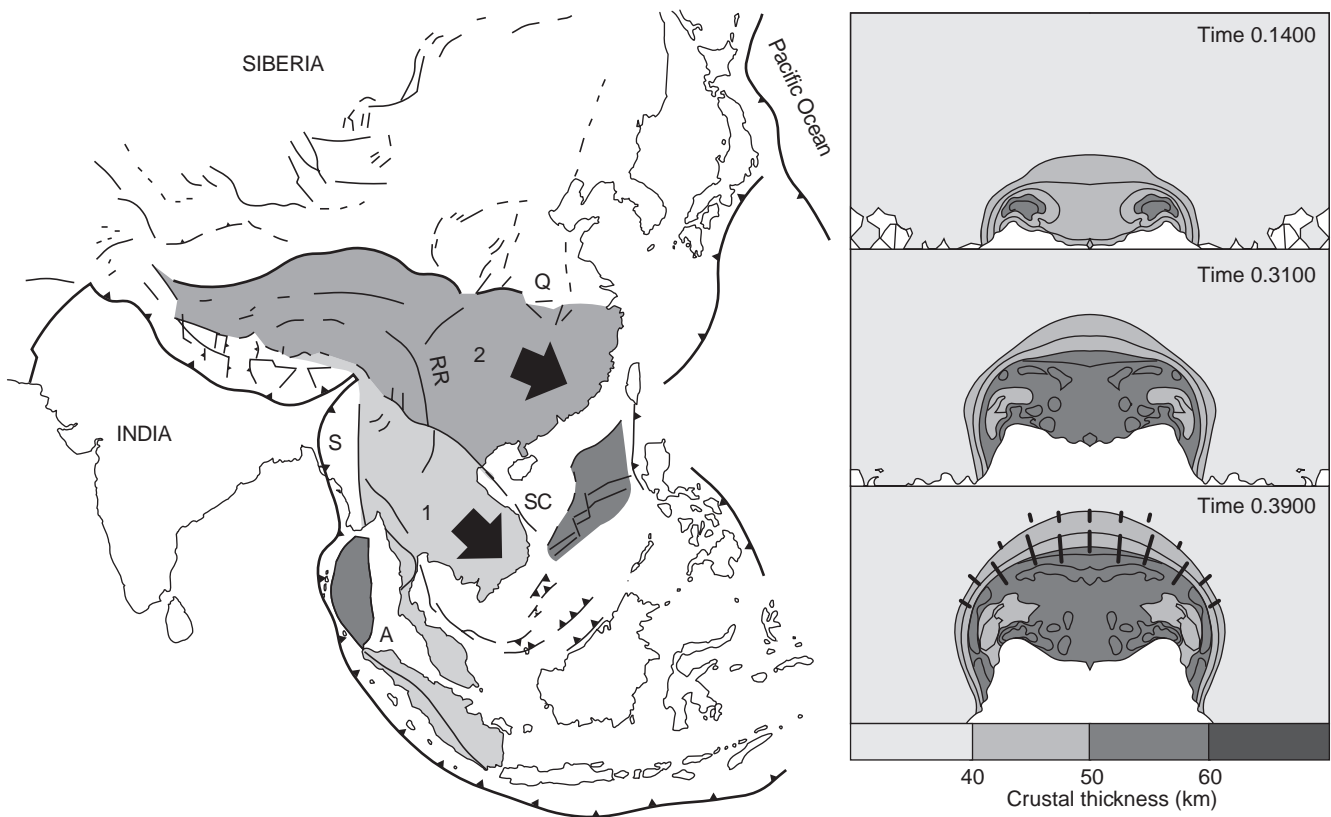 SIBERIA
Pacific Ocean
Q
RR
2
INDIA
S
SC
1
A
Time 0.1400
Time 0.3100
Time 0.3900
40 50 60
Crustal thickness (km)